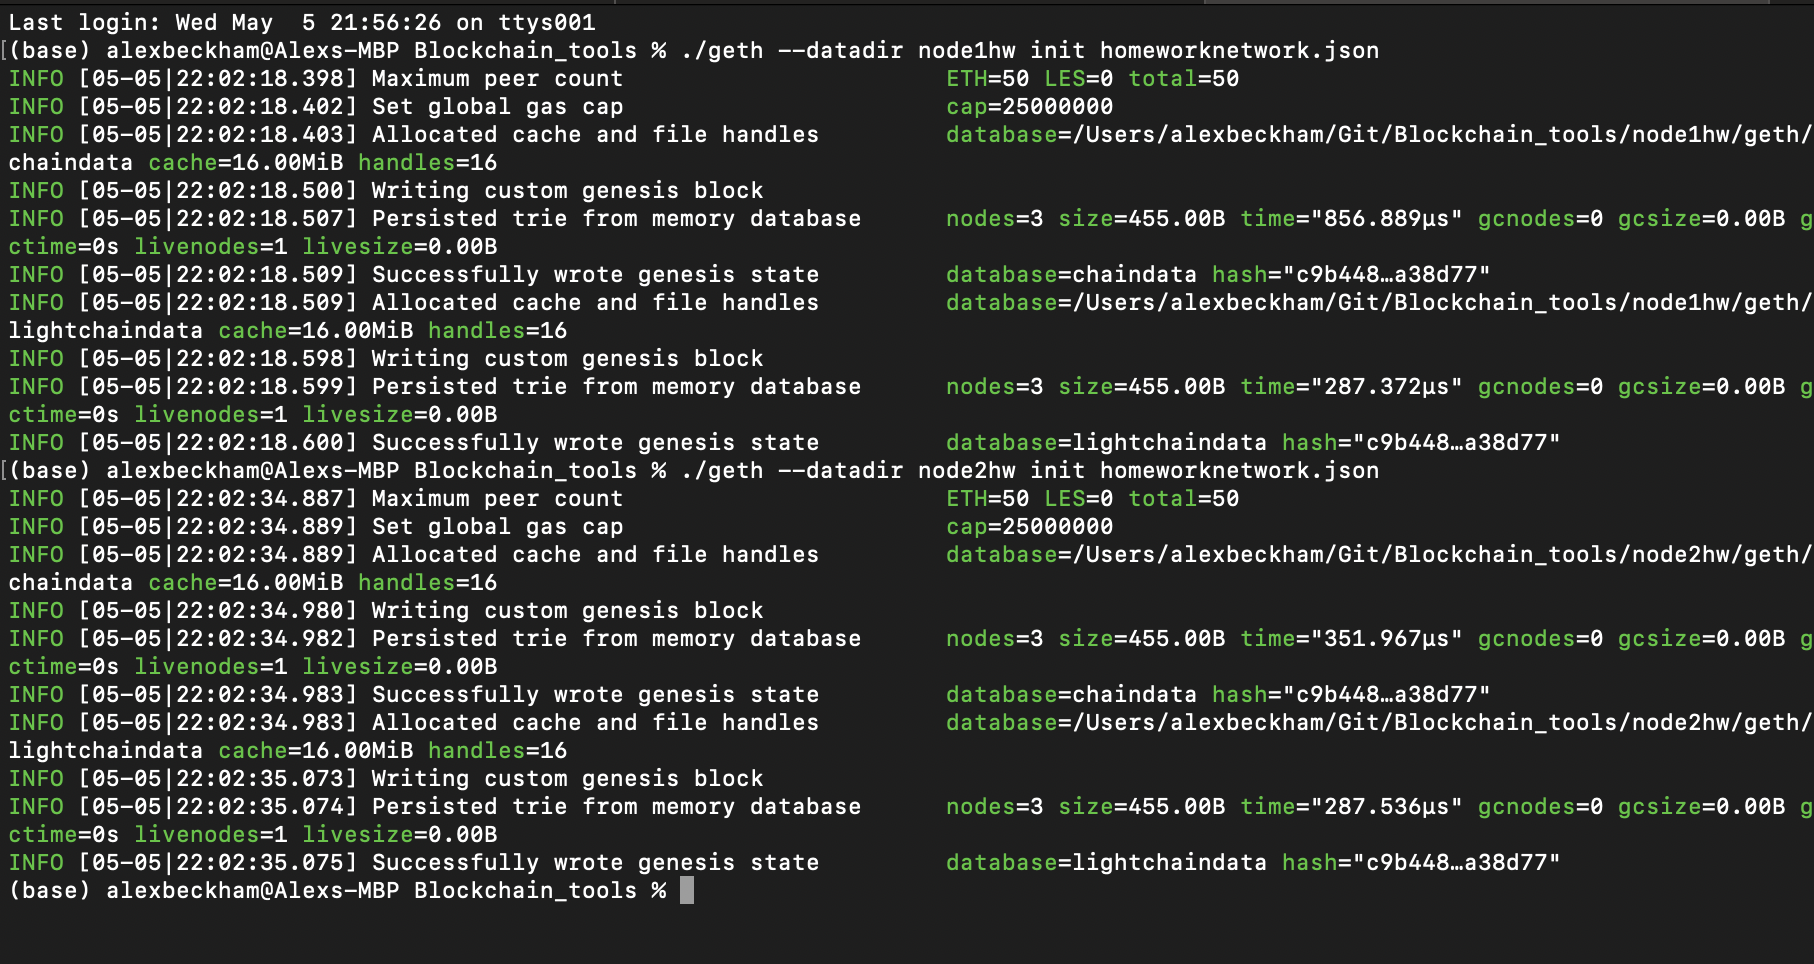 Last login: Wed May  5 21:56:26 on ttys001
[(base) alexbeckham@Alexs-MBP Blockchain_tools % ./geth --datadir node1hw init homeworknetwork.json
INFO [05-05|22:02:18.398] Maximum peer count                       ETH=50 LES=0 total=50
INFO [05-05|22:02:18.402] Set global gas cap                       cap=25000000
INFO [05-05|22:02:18.403] Allocated cache and file handles         database=/Users/alexbeckham/Git/Blockchain_tools/node1hw/geth/
chaindata cache=16.00MiB handles=16
INFO [05-05|22:02:18.500] Writing custom genesis block
INFO [05-05|22:02:18.507] Persisted trie from memory database      nodes=3 size=455.00B time="856.889µs" gcnodes=0 gcsize=0.00B g
ctime=0s livenodes=1 livesize=0.00B
INFO [05-05|22:02:18.509] Successfully wrote genesis state         database=chaindata hash="c9b448…a38d77"
INFO [05-05|22:02:18.509] Allocated cache and file handles         database=/Users/alexbeckham/Git/Blockchain_tools/node1hw/geth/
lightchaindata cache=16.00MiB handles=16
INFO [05-05|22:02:18.598] Writing custom genesis block
INFO [05-05|22:02:18.599] Persisted trie from memory database      nodes=3 size=455.00B time="287.372µs" gcnodes=0 gcsize=0.00B g
ctime=0s livenodes=1 livesize=0.00B
INFO [05-05|22:02:18.600] Successfully wrote genesis state         database=lightchaindata hash="c9b448…a38d77"
[(base) alexbeckham@Alexs-MBP Blockchain_tools % ./geth --datadir node2hw init homeworknetwork.json
INFO [05-05|22:02:34.887] Maximum peer count                       ETH=50 LES=0 total=50
INFO [05-05|22:02:34.889] Set global gas cap                       cap=25000000
INFO [05-05|22:02:34.889] Allocated cache and file handles         database=/Users/alexbeckham/Git/Blockchain_tools/node2hw/geth/
chaindata cache=16.00MiB handles=16
INFO [05-05|22:02:34.980] Writing custom genesis block
INFO [05-05|22:02:34.982] Persisted trie from memory database      nodes=3 size=455.00B time="351.967µs" gcnodes=0 gcsize=0.00B g
ctime=0s livenodes=1 livesize=0.00B
INFO [05-05|22:02:34.983] Successfully wrote genesis state         database=chaindata hash="c9b448…a38d77"
INFO [05-05|22:02:34.983] Allocated cache and file handles         database=/Users/alexbeckham/Git/Blockchain_tools/node2hw/geth/
lightchaindata cache=16.00MiB handles=16
INFO [05-05|22:02:35.073] Writing custom genesis block
INFO [05-05|22:02:35.074] Persisted trie from memory database      nodes=3 size=455.00B time="287.536µs" gcnodes=0 gcsize=0.00B g
ctime=0s livenodes=1 livesize=0.00B
INFO [05-05|22:02:35.075] Successfully wrote genesis state         database=lightchaindata hash="c9b448…a38d77"
(base) alexbeckham@Alexs-MBP Blockchain_tools %